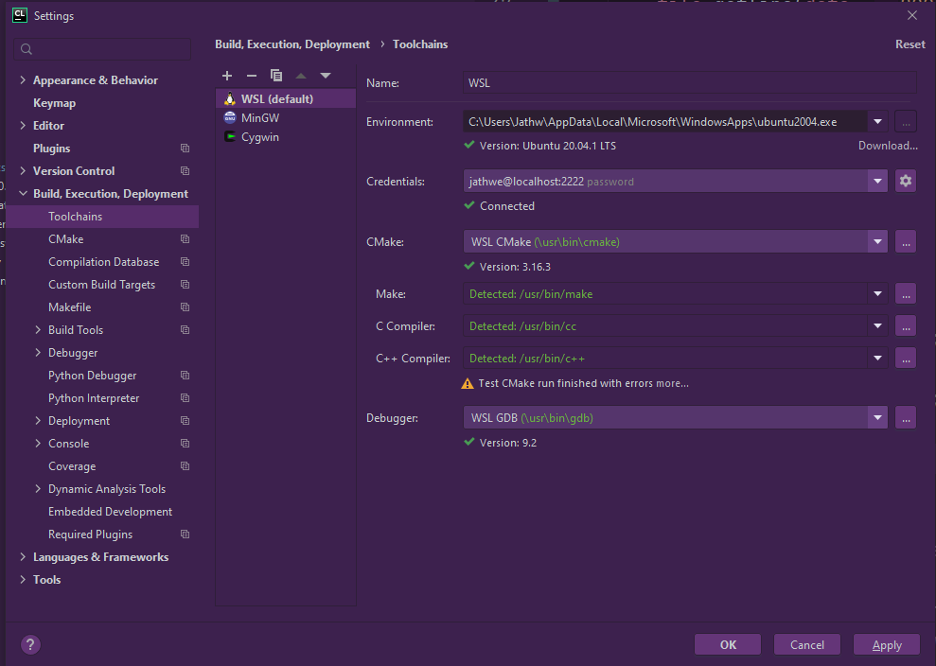 CL Settings
Build, Execution, Deployment › Toolchains
Reset
Appearance & Behavior
Keymap
Editor
Plugins
Version Control
Build, Execution, Deployment
Toolchains
CMake
Compilation Database
Custom Build Targets
Makefile
Build Tools
Debugger
Python Debugger
Python Interpreter
Deployment
Console
Coverage
Dynamic Analysis Tools
Embedded Development
Required Plugins
Languages & Frameworks
Tools
WSL (default)
MinGW
Cygwin
Name: WSL
Environment: C:\Users\Jathw\AppData\Local\Microsoft\WindowsApps\ubuntu2004.exe ...
Version: Ubuntu 20.04.1 LTS Download...
Credentials: jathwe@localhost:2222 password
Connected
CMake: WSL CMake (\usr\bin\cmake) ...
Version: 3.16.3
Make: Detected: /usr/bin/make ...
C Compiler: Detected: /usr/bin/cc ...
C++ Compiler: Detected: /usr/bin/c++ ...
Test CMake run finished with errors more...
Debugger: WSL GDB (\usr\bin\gdb) ...
Version: 9.2
? OK Cancel Apply